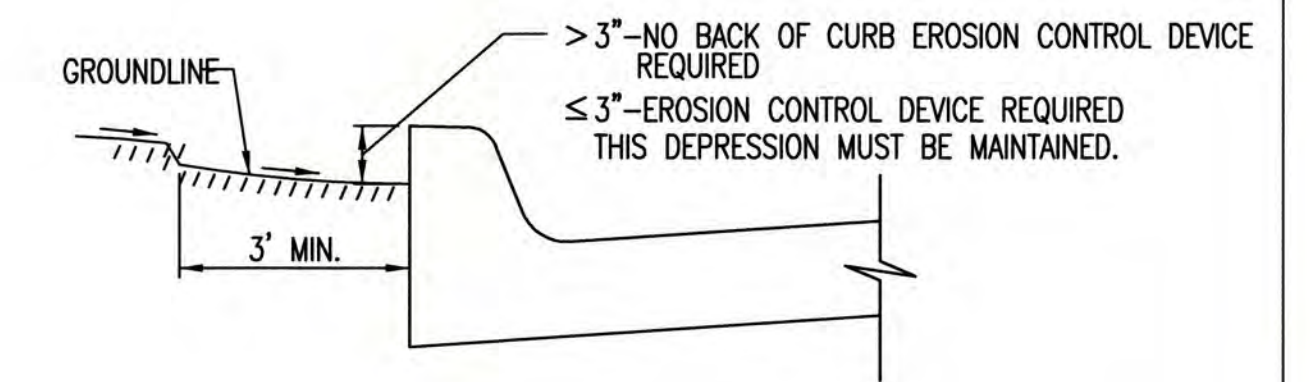 > 3"-NO BACK OF CURB EROSION CONTROL DEVICE
REQUIRED
≤ 3"-EROSION CONTROL DEVICE REQUIRED
THIS DEPRESSION MUST BE MAINTAINED.
GROUNDLINE
3' MIN.